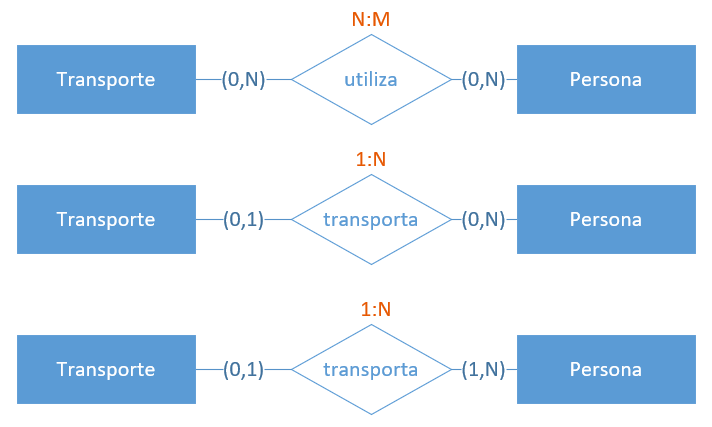 N:M
Transporte (0,N) utiliza (0,N) Persona
1:N
Transporte (0,1) transporta (0,N) Persona
1:N
Transporte (0,1) transporta (1,N) Persona